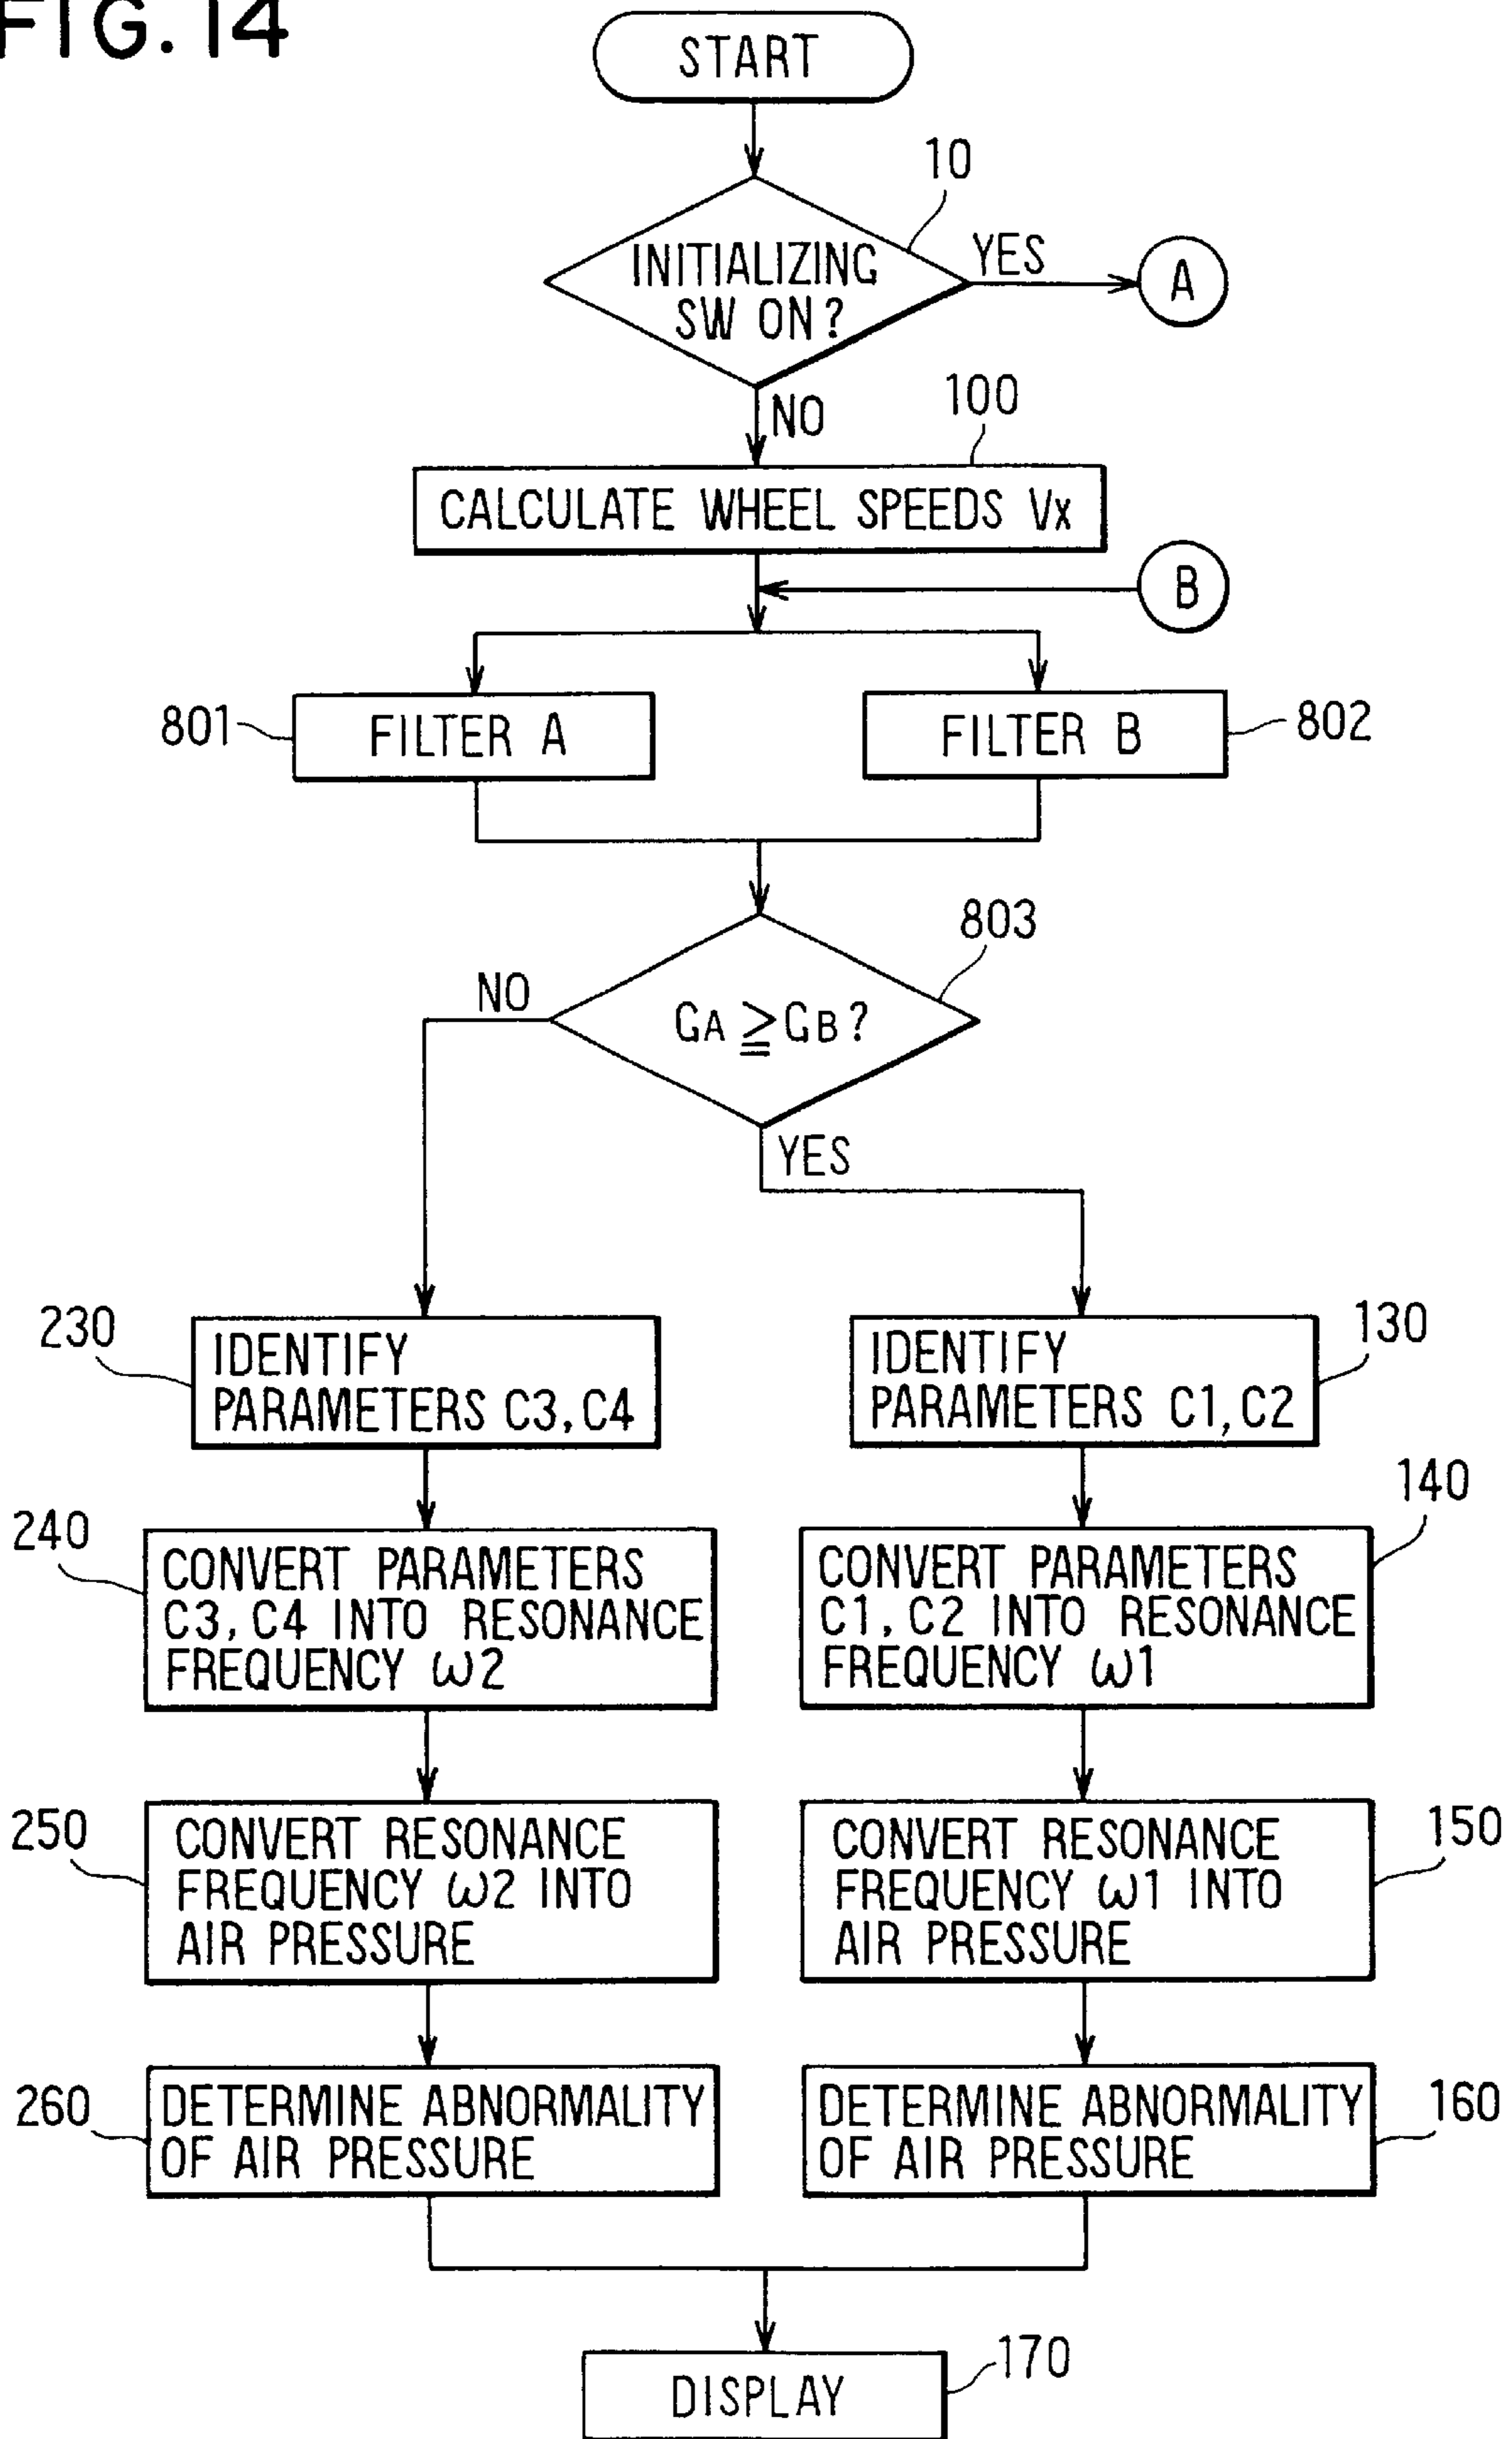 FIG. 14
START
10
INITIALIZING
SW ON?
YES
A
NO
100
CALCULATE WHEEL SPEEDS Vx
B
801
FILTER A
FILTER B
802
803
NO
GA ≧ GB?
YES
230
IDENTIFY
PARAMETERS C3, C4
130
IDENTIFY
PARAMETERS C1, C2
240
CONVERT PARAMETERS
C3, C4 INTO RESONANCE
FREQUENCY ω2
140
CONVERT PARAMETERS
C1, C2 INTO RESONANCE
FREQUENCY ω1
250
CONVERT RESONANCE
FREQUENCY ω2 INTO
AIR PRESSURE
150
CONVERT RESONANCE
FREQUENCY ω1 INTO
AIR PRESSURE
260
DETERMINE ABNORMALITY
OF AIR PRESSURE
160
DETERMINE ABNORMALITY
OF AIR PRESSURE
170
DISPLAY